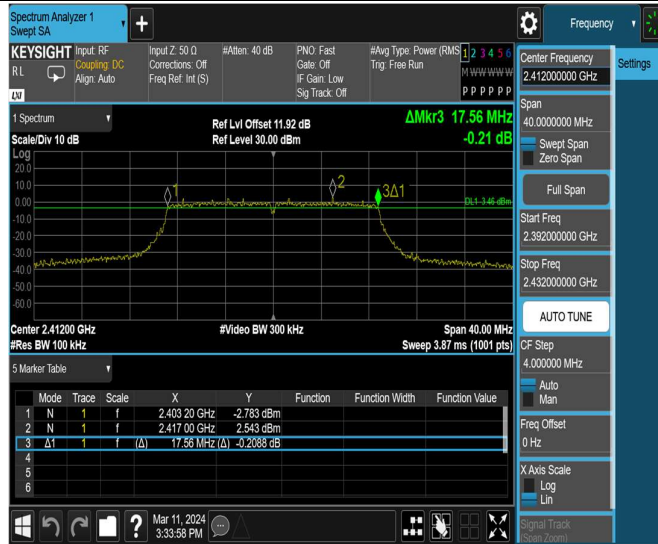 Spectrum Analyzer 1
Swept SA
Frequency
KEYSIGHT
RL
LXI
Input: RF
Coupling: DC
Align: Auto
Input Z: 50 Ω
Corrections: Off
Freq Ref: Int (S)
#Atten: 40 dB
PNO: Fast
Gate: Off
IF Gain: Low
Sig Track: Off
#Avg Type: Power (RMS
Trig: Free Run
1 2 3 4 5 6
M W W W W W
P P P P P P
1 Spectrum
Scale/Div 10 dB
Log
Ref Lvl Offset 11.92 dB
Ref Level 30.00 dBm
ΔMkr3 17.56 MHz
-0.21 dB
20.0
10.0
0.00
-10.0
-20.0
-30.0
-40.0
-50.0
-60.0
1
2
3Δ1
DL1 -3.46 dBm
Center 2.41200 GHz
#Video BW 300 kHz
Span 40.00 MHz
#Res BW 100 kHz
Sweep 3.87 ms (1001 pts)
5 Marker Table
Mode Trace Scale X Y Function Function Width Function Value
1 N 1 f 2.403 20 GHz -2.783 dBm
2 N 1 f 2.417 00 GHz 2.543 dBm
3 Δ1 1 f (Δ) 17.56 MHz (Δ) -0.2088 dB
4
5
6
Mar 11, 2024
3:33:58 PM
Center Frequency
2.412000000 GHz
Settings
Span
40.0000000 MHz
Swept Span
Zero Span
Full Span
Start Freq
2.392000000 GHz
Stop Freq
2.432000000 GHz
AUTO TUNE
CF Step
4.000000 MHz
Auto
Man
Freq Offset
0 Hz
X Axis Scale
Log
Lin
Signal Track
(Span Zoom)